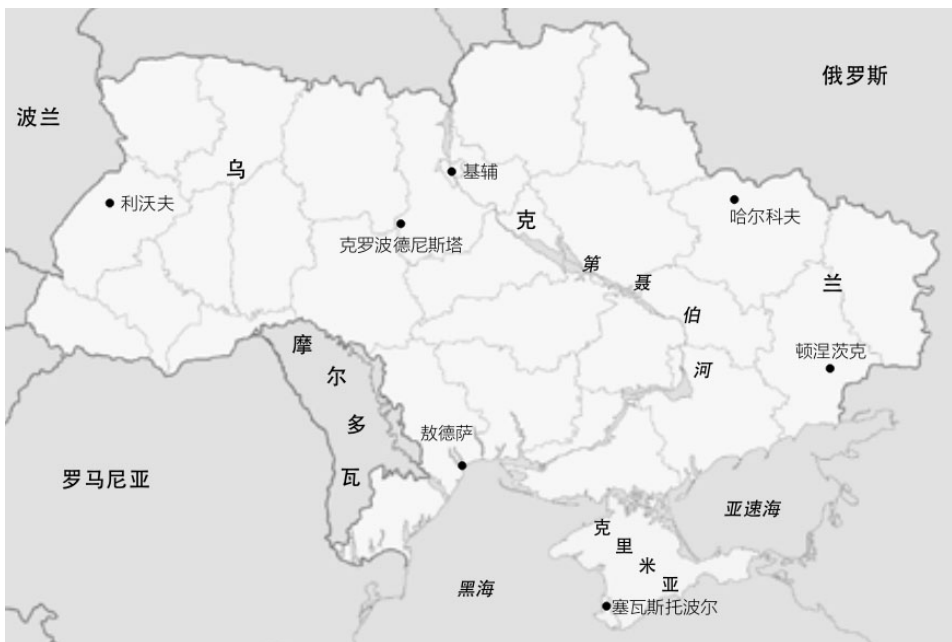 波兰
俄罗斯
乌克兰
基辅
利沃夫
哈尔科夫
克罗波德尼斯塔
第聂伯河
顿涅茨克
摩尔多瓦
敖德萨
罗马尼亚
亚速海
克里米亚
黑海
塞瓦斯托波尔